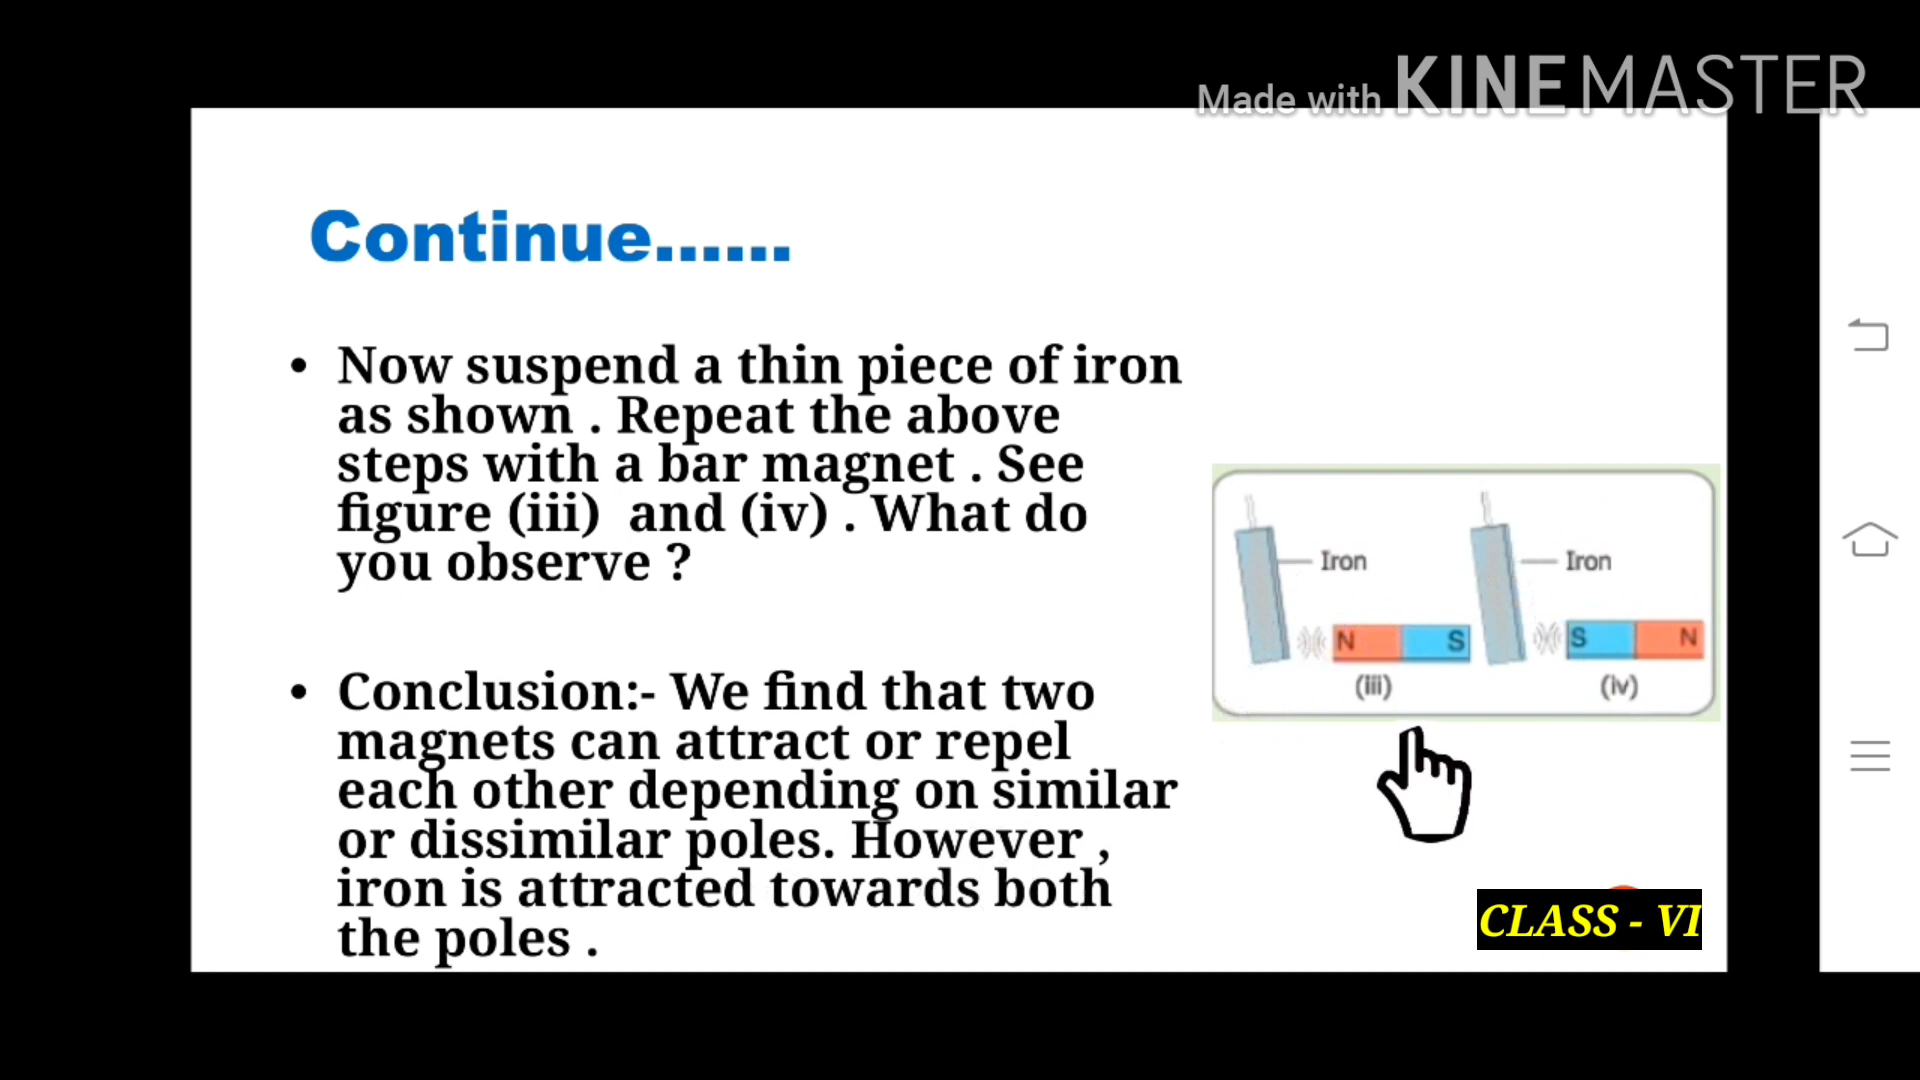 Made with KINEMASTER
Continue......
• Now suspend a thin piece of iron
as shown . Repeat the above
steps with a bar magnet . See
figure (iii) and (iv) . What do
you observe ?
Iron
Iron
N S
S N
(iii)
(iv)
• Conclusion:- We find that two
magnets can attract or repel
each other depending on similar
or dissimilar poles. However ,
iron is attracted towards both
the poles .
CLASS - VI